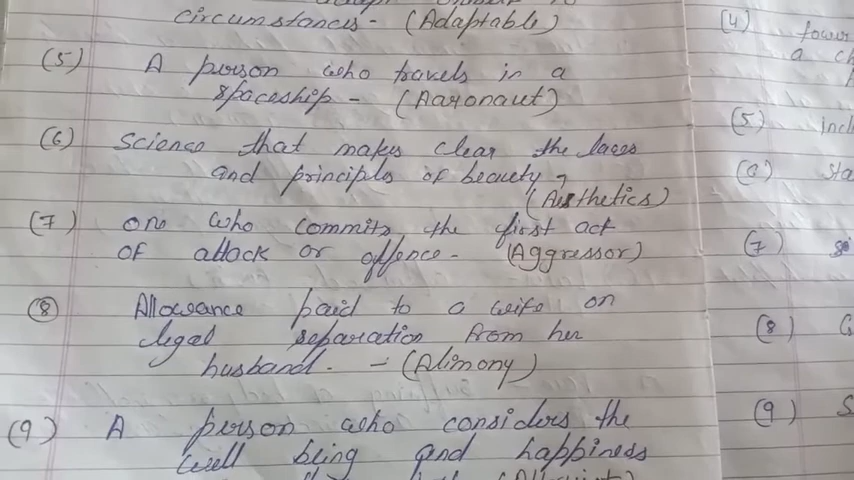 circumstances - (Adaptable)
(5) A person who travels in a
spaceship - (Aaronaut)
(6) Science that makes clear the laws
and principles of beauty -
(Aesthetics)
(7) one who commits the first act
of attack or offence - (Aggressor)
(8) Allowance paid to a wife on
legal separation from her
husband. - (Alimony)
(9) A person who considers the
well being and happiness
(4)
a
(5)
(7)
(8)
(9) S